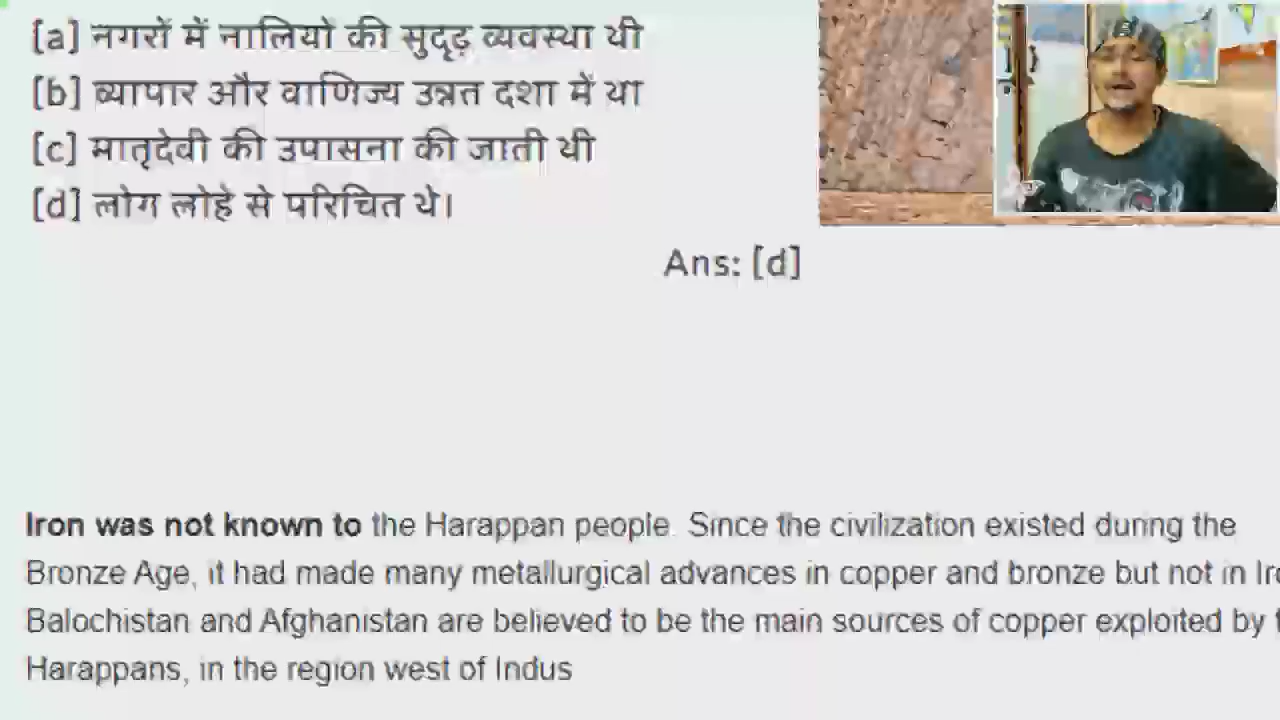 [a] नगरों में नालियों की सुदृढ़ व्यवस्था थी
[b] व्यापार और वाणिज्य उन्नत दशा में था
[c] मातृदेवी की उपासना की जाती थी
[d] लोग लोहे से परिचित थे।
Ans: [d]
Iron was not known to the Harappan people. Since the civilization existed during the
Bronze Age, it had made many metallurgical advances in copper and bronze but not in
Balochistan and Afghanistan are believed to be the main sources of copper exploited by
Harappans, in the region west of Indus